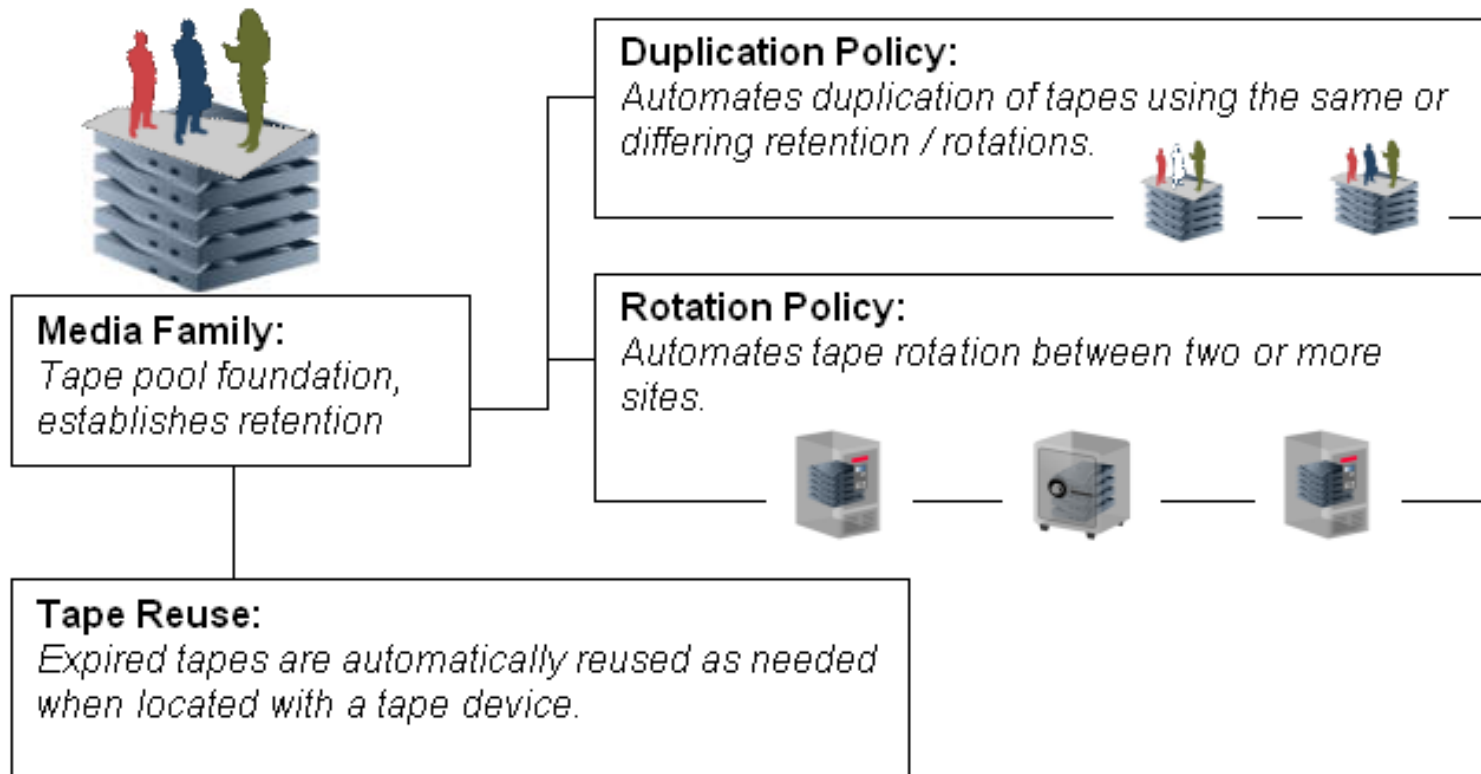 Duplication Policy:
Automates duplication of tapes using the same or
differing retention / rotations.
Media Family:
Tape pool foundation,
establishes retention
Rotation Policy:
Automates tape rotation between two or more
sites.
Tape Reuse:
Expired tapes are automatically reused as needed
when located with a tape device.